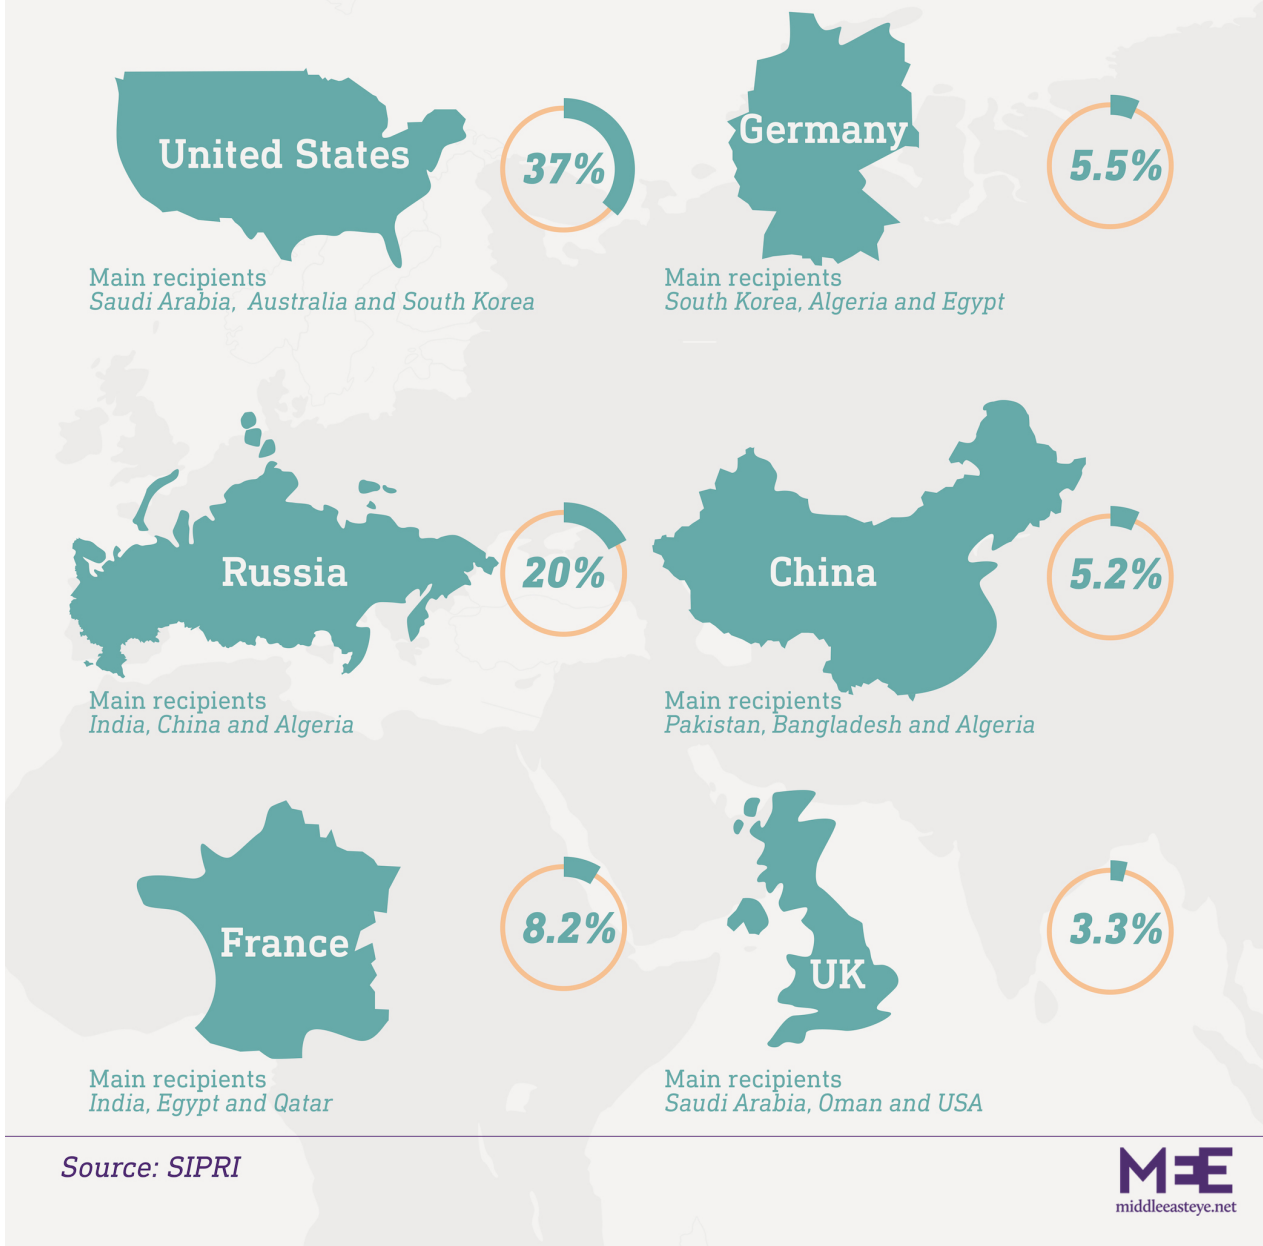 United States
37%
Main recipients
Saudi Arabia, Australia and South Korea
Germany
5.5%
Main recipients
South Korea, Algeria and Egypt
Russia
20%
Main recipients
India, China and Algeria
China
5.2%
Main recipients
Pakistan, Bangladesh and Algeria
France
8.2%
Main recipients
India, Egypt and Qatar
UK
3.3%
Main recipients
Saudi Arabia, Oman and USA
Source: SIPRI
MEE
middleeasteye.net